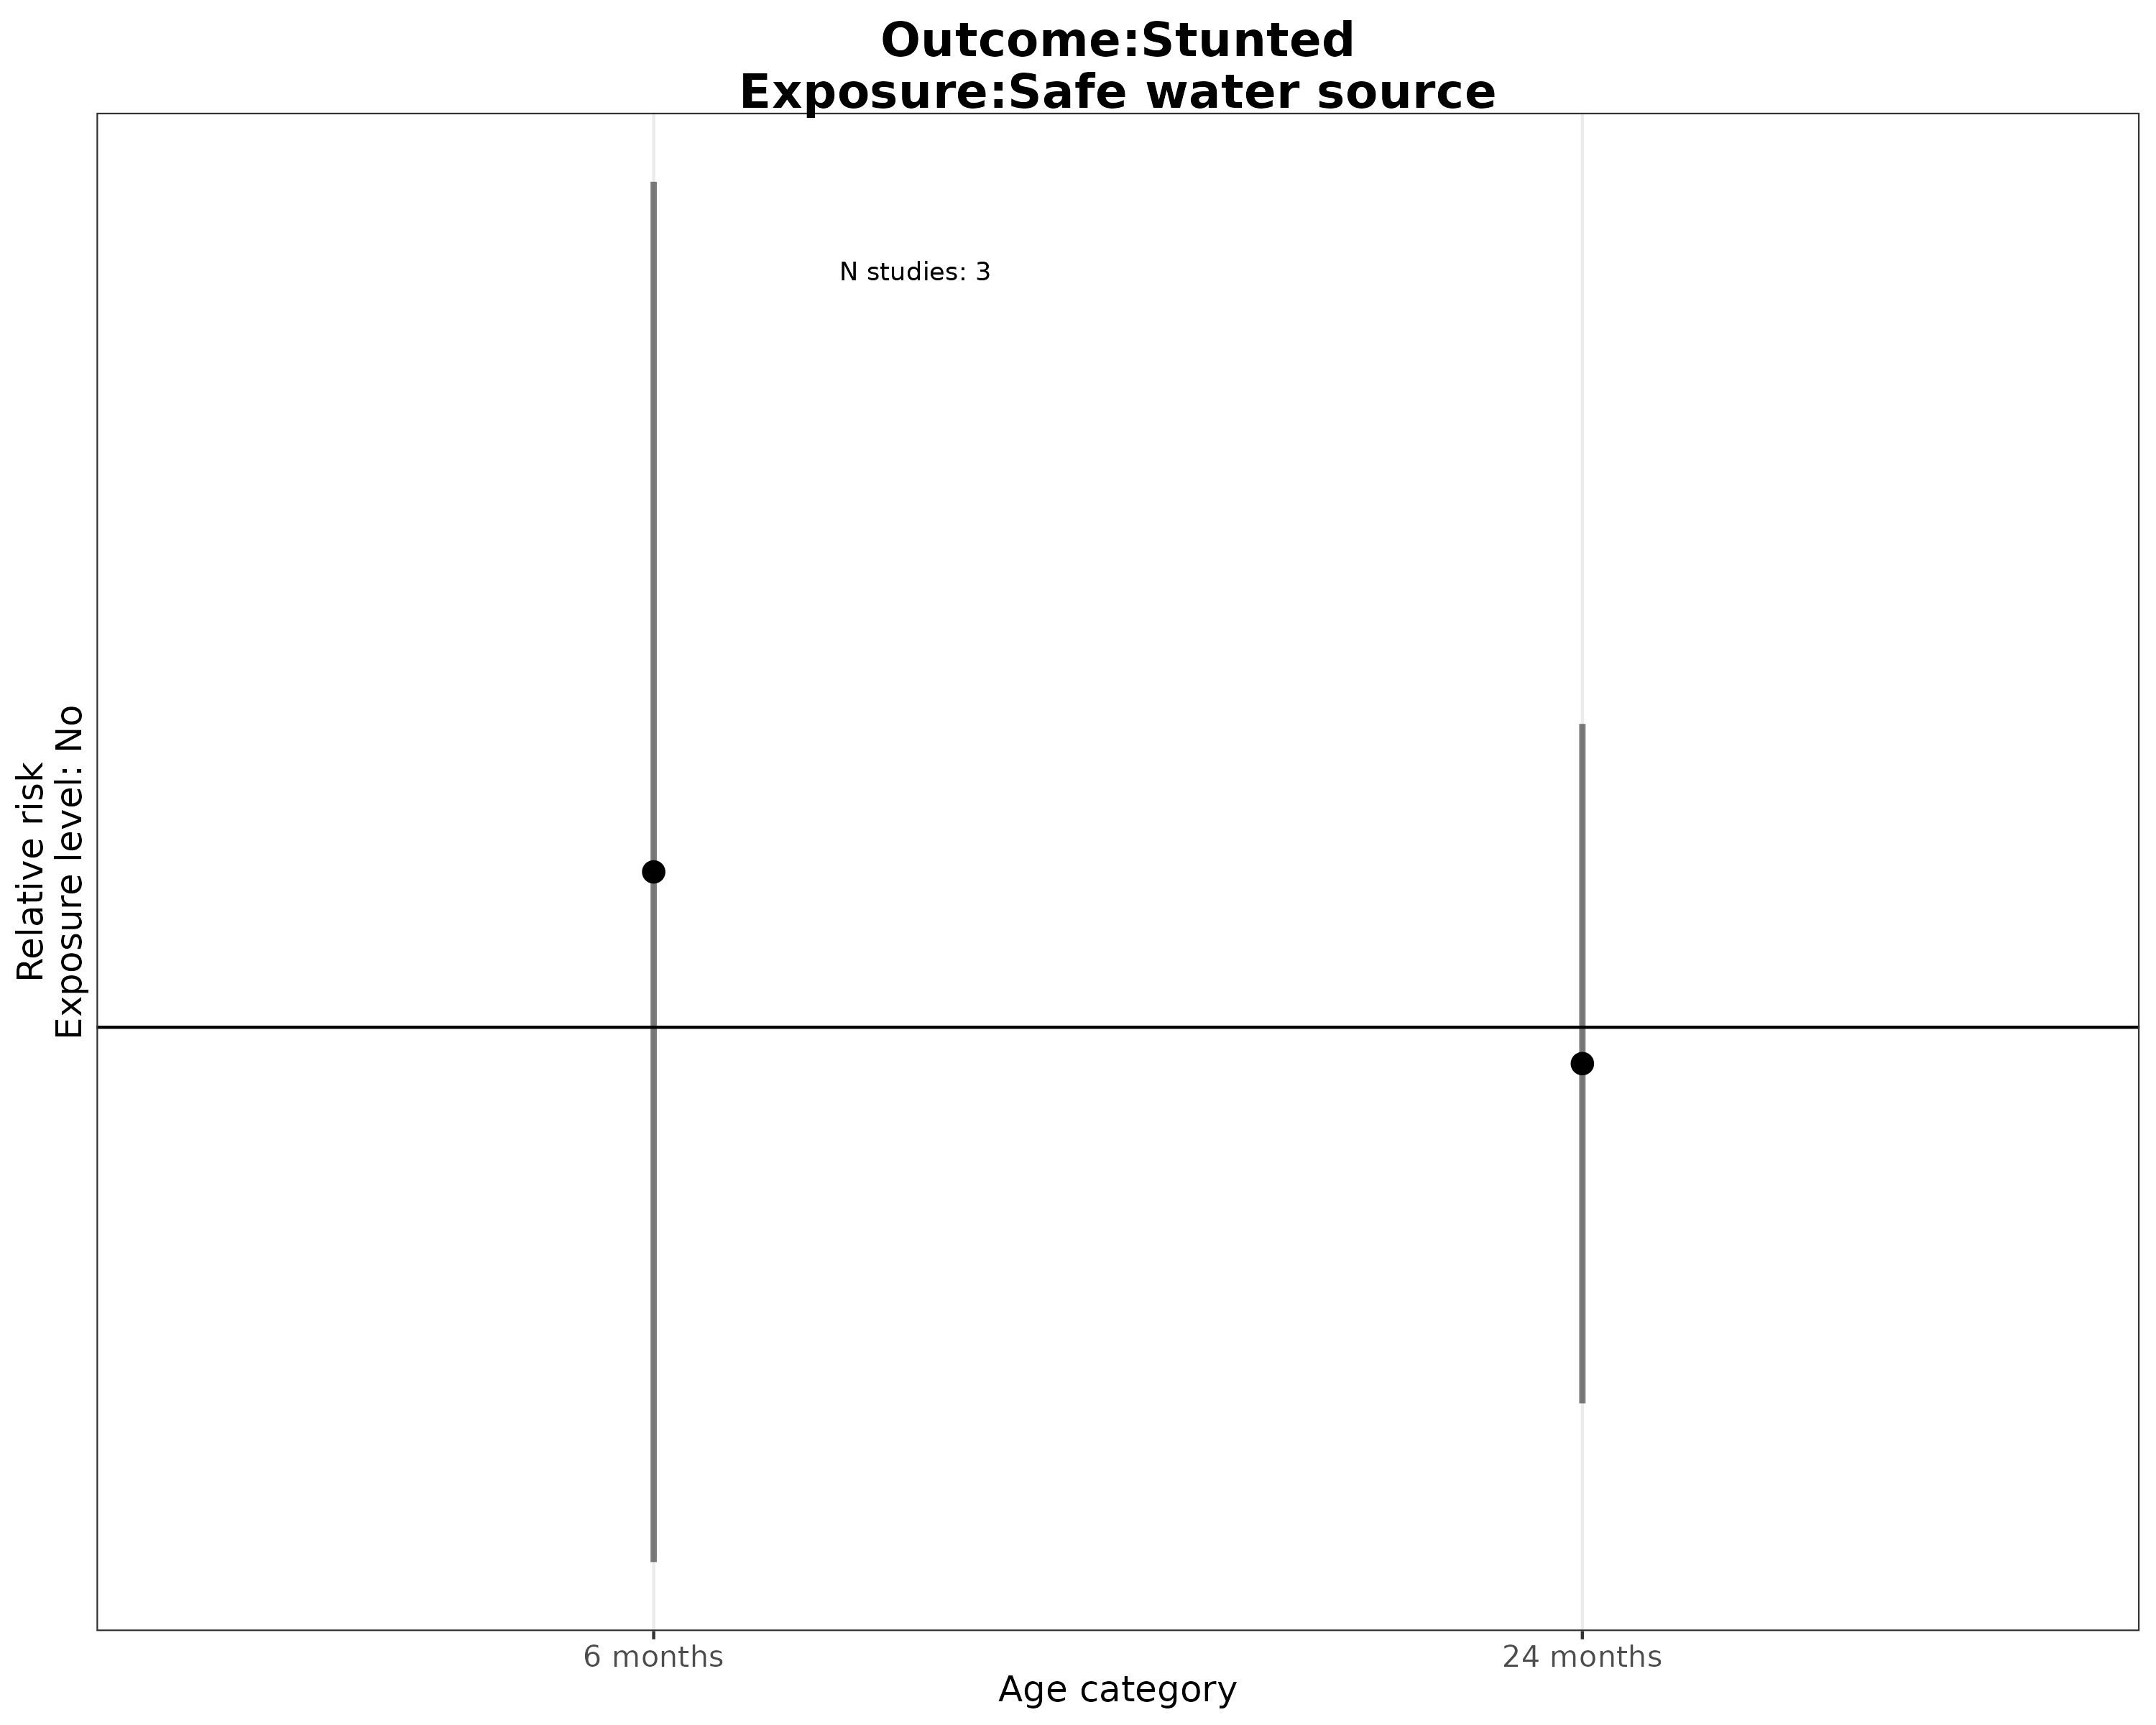 Outcome:Stunted
Exposure:Safe water source
N studies: 3
Relative risk
Exposure level: No
6 months
24 months
Age category